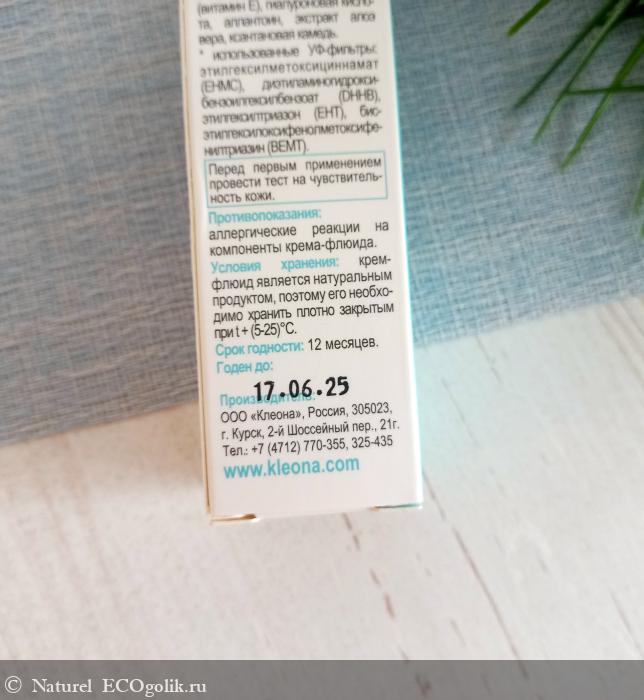 (витамин Е), гиалуроновая кисло-
та, аллантоин, экстракт алоэ
вера, ксантановая камедь.
* использованные УФ-фильтры:
этилгексилметоксициннамат
(EHMC), диэтиламиногидрокси-
бензоилгексилбензоат (DHHB),
этилгексилтриазон (EHT), бис-
этилгексилоксифенолметоксифе-
нилтриазин (BEMT).
Перед первым применением
провести тест на чувствитель-
ность кожи.
Противопоказания:
аллергические реакции на
компоненты крема-флюида.
Условия хранения: крем-
флюид является натуральным
продуктом, поэтому его необхо-
димо хранить плотно закрытым
при t + (5-25)°С.
Срок годности: 12 месяцев.
Годен до:
17.06.25
Производитель:
ООО «Клеона», Россия, 305023,
г. Курск, 2-й Шоссейный пер., 21г.
Тел.: +7 (4712) 770-355, 325-435
www.kleona.com
© Naturel ECOgolik.ru